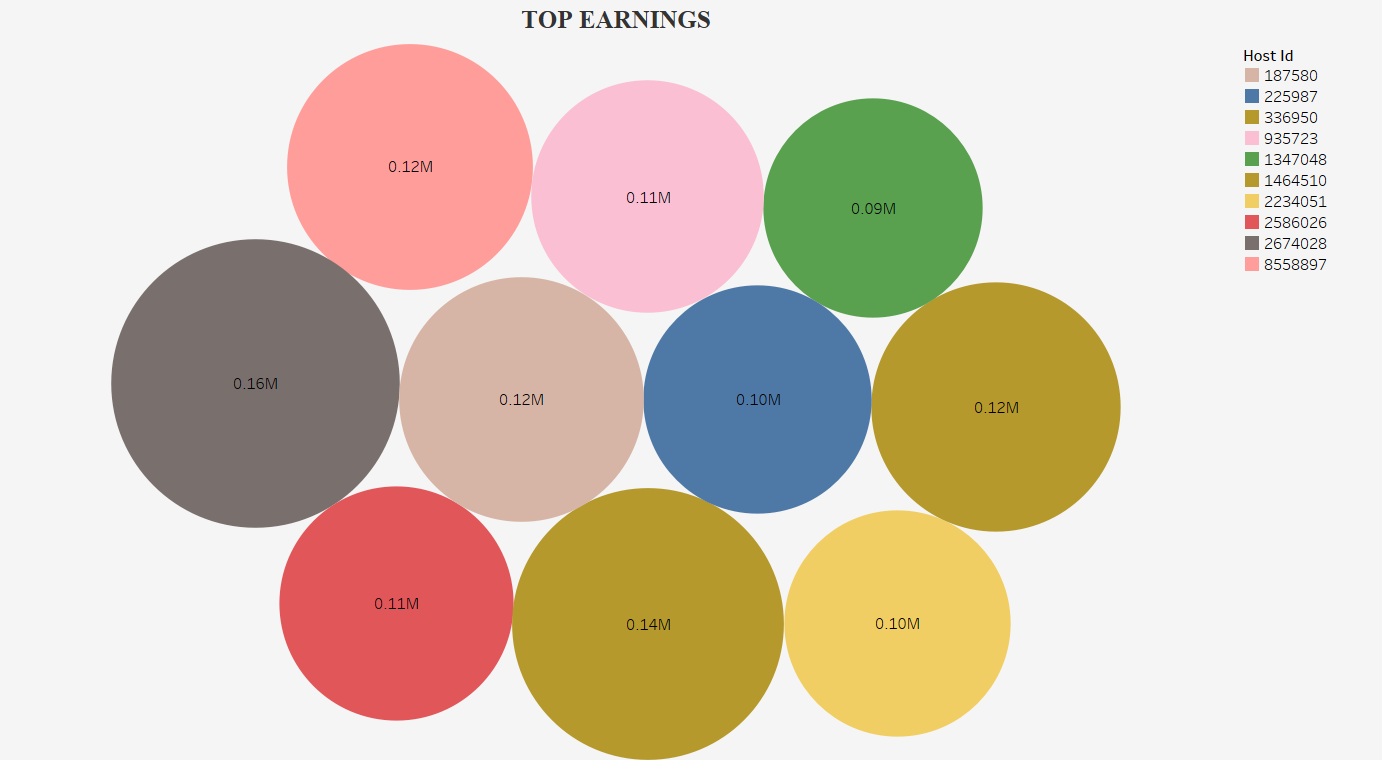 TOP EARNINGS
Host Id
187580
225987
336950
935723
1347048
1464510
2234051
2586026
2674028
8558897
0.12M
0.11M
0.09M
0.16M
0.12M
0.10M
0.12M
0.11M
0.14M
0.10M